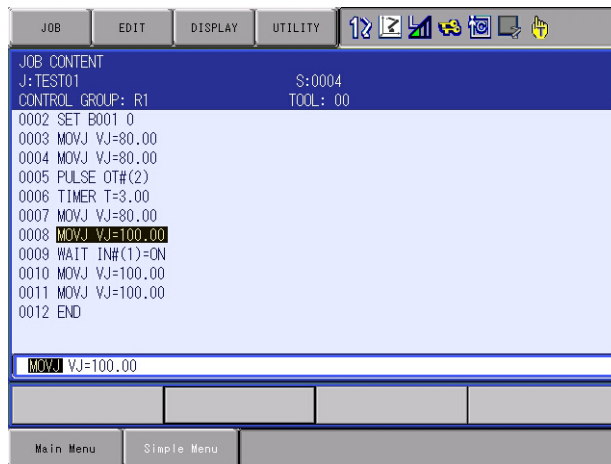 JOB EDIT DISPLAY UTILITY
JOB CONTENT
J:TEST01 S:0004
CONTROL GROUP: R1 TOOL: 00
0002 SET B001 0
0003 MOVJ VJ=80.00
0004 MOVJ VJ=80.00
0005 PULSE OT#(2)
0006 TIMER T=3.00
0007 MOVJ VJ=80.00
0008 MOVJ VJ=100.00
0009 WAIT IN#(1)=ON
0010 MOVJ VJ=100.00
0011 MOVJ VJ=100.00
0012 END
MOVJ VJ=100.00
Main Menu Simple Menu